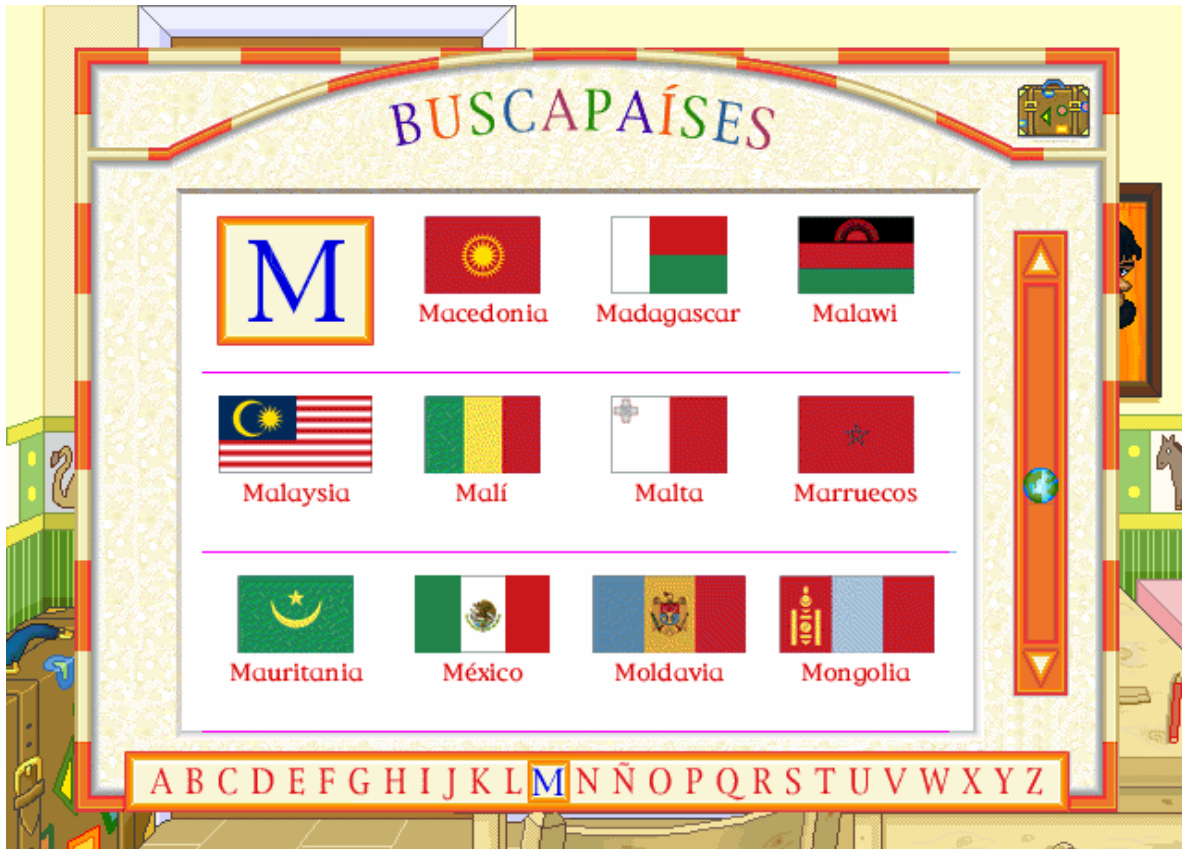 BUSCAPAÍSES
M
Macedonia Madagascar Malawi
Malaysia Malí Malta Marruecos
Mauritania México Moldavia Mongolia
A B C D E F G H I J K L M N Ñ O P Q R S T U V W X Y Z